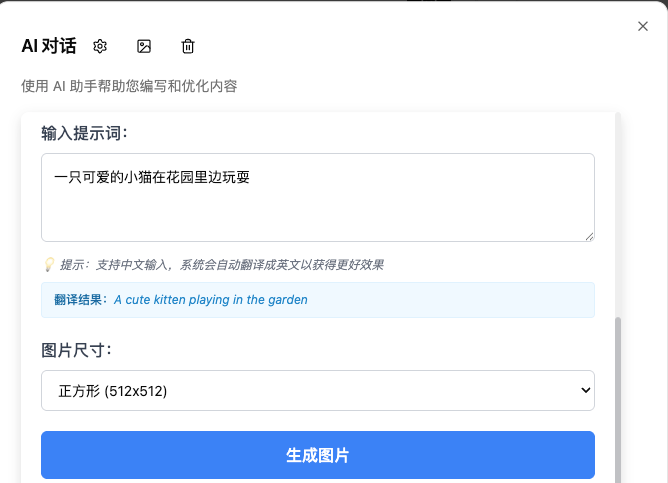 AI 对话
使用 AI 助手帮助您编写和优化内容
输入提示词：
一只可爱的小猫在花园里边玩耍
💡 提示：支持中文输入，系统会自动翻译成英文以获得更好效果
翻译结果：A cute kitten playing in the garden
图片尺寸：
正方形 (512x512)
生成图片